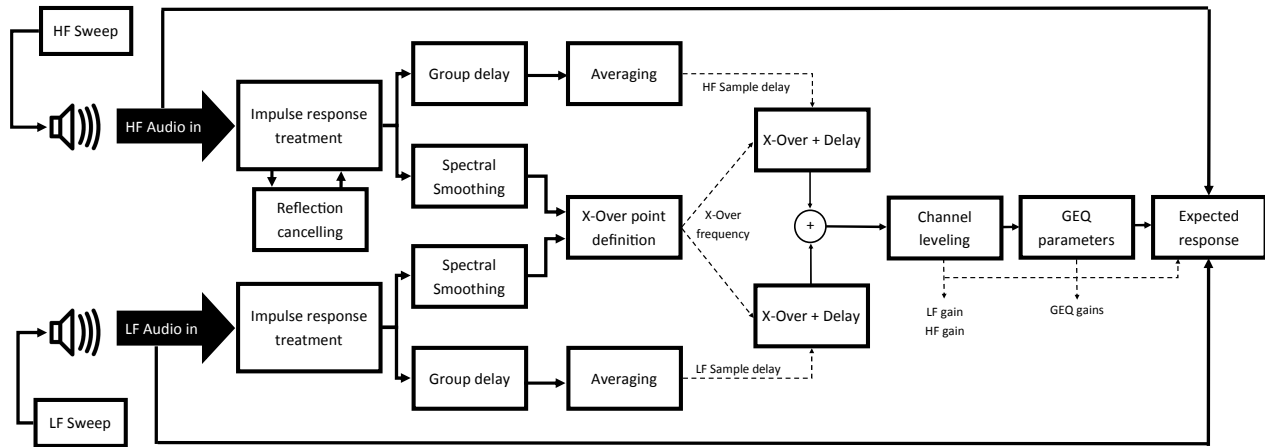 HF Sweep
HF Audio in
Impulse response
treatment
Reflection
cancelling
Group delay
Averaging
HF Sample delay
Spectral
Smoothing
X-Over point
definition
X-Over
frequency
X-Over + Delay
+
Channel
leveling
GEQ
parameters
Expected
response
LF gain
HF gain
GEQ gains
Spectral
Smoothing
X-Over + Delay
LF Audio in
Impulse response
treatment
Group delay
Averaging
LF Sample delay
LF Sweep